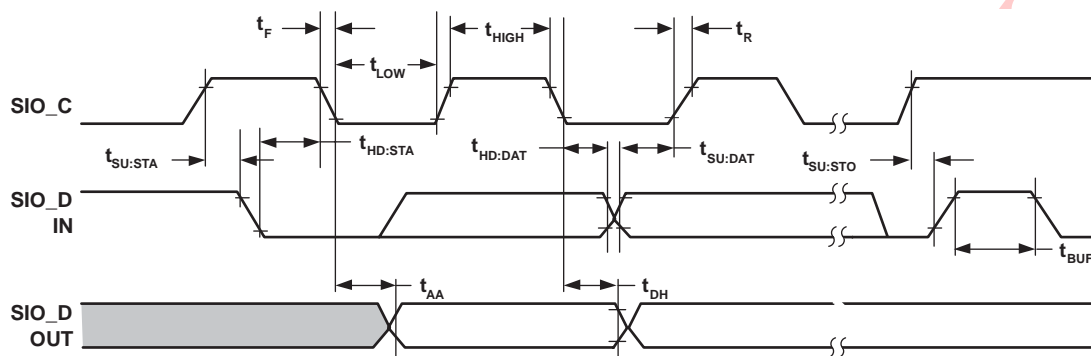 tF
tHIGH
tR
tLOW
SIO_C
tSU:STA
tHD:STA
tHD:DAT
tSU:DAT
tSU:STO
SIO_D
IN
tBUF
tAA
tDH
SIO_D
OUT